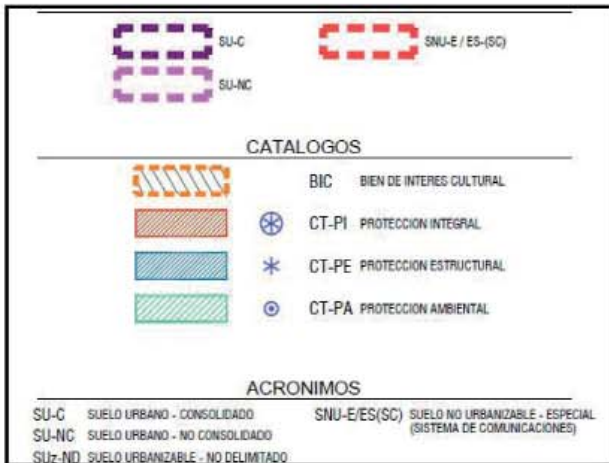 SU-C SNU-E / ES-(SC)
SU-NC
CATALOGOS
BIC BIEN DE INTERES CULTURAL
CT-PI PROTECCION INTEGRAL
CT-PE PROTECCION ESTRUCTURAL
CT-PA PROTECCION AMBIENTAL
ACRONIMOS
SU-C SUELO URBANO - CONSOLIDADO
SU-NC SUELO URBANO - NO CONSOLIDADO
SUz-ND SUELO URBANIZABLE - NO DELIMITADO
SNU-E/ES(SC) SUELO NO URBANIZABLE - ESPECIAL
(SISTEMA DE COMUNICACIONES)